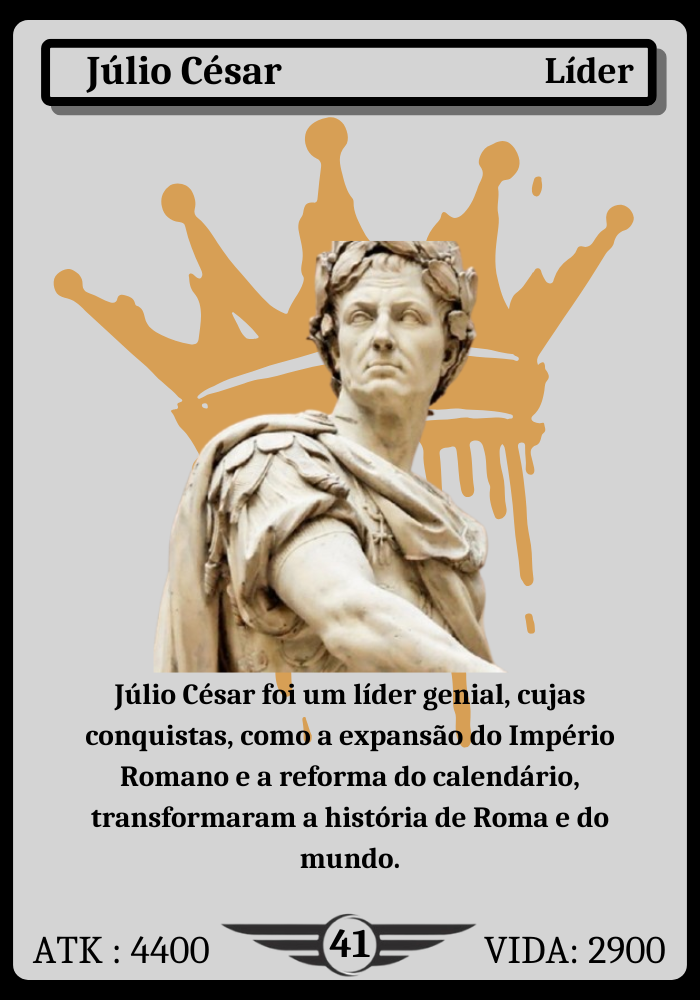 Júlio César Líder
Júlio César foi um líder genial, cujas
conquistas, como a expansão do Império
Romano e a reforma do calendário,
transformaram a história de Roma e do
mundo.
ATK : 4400 41 VIDA: 2900